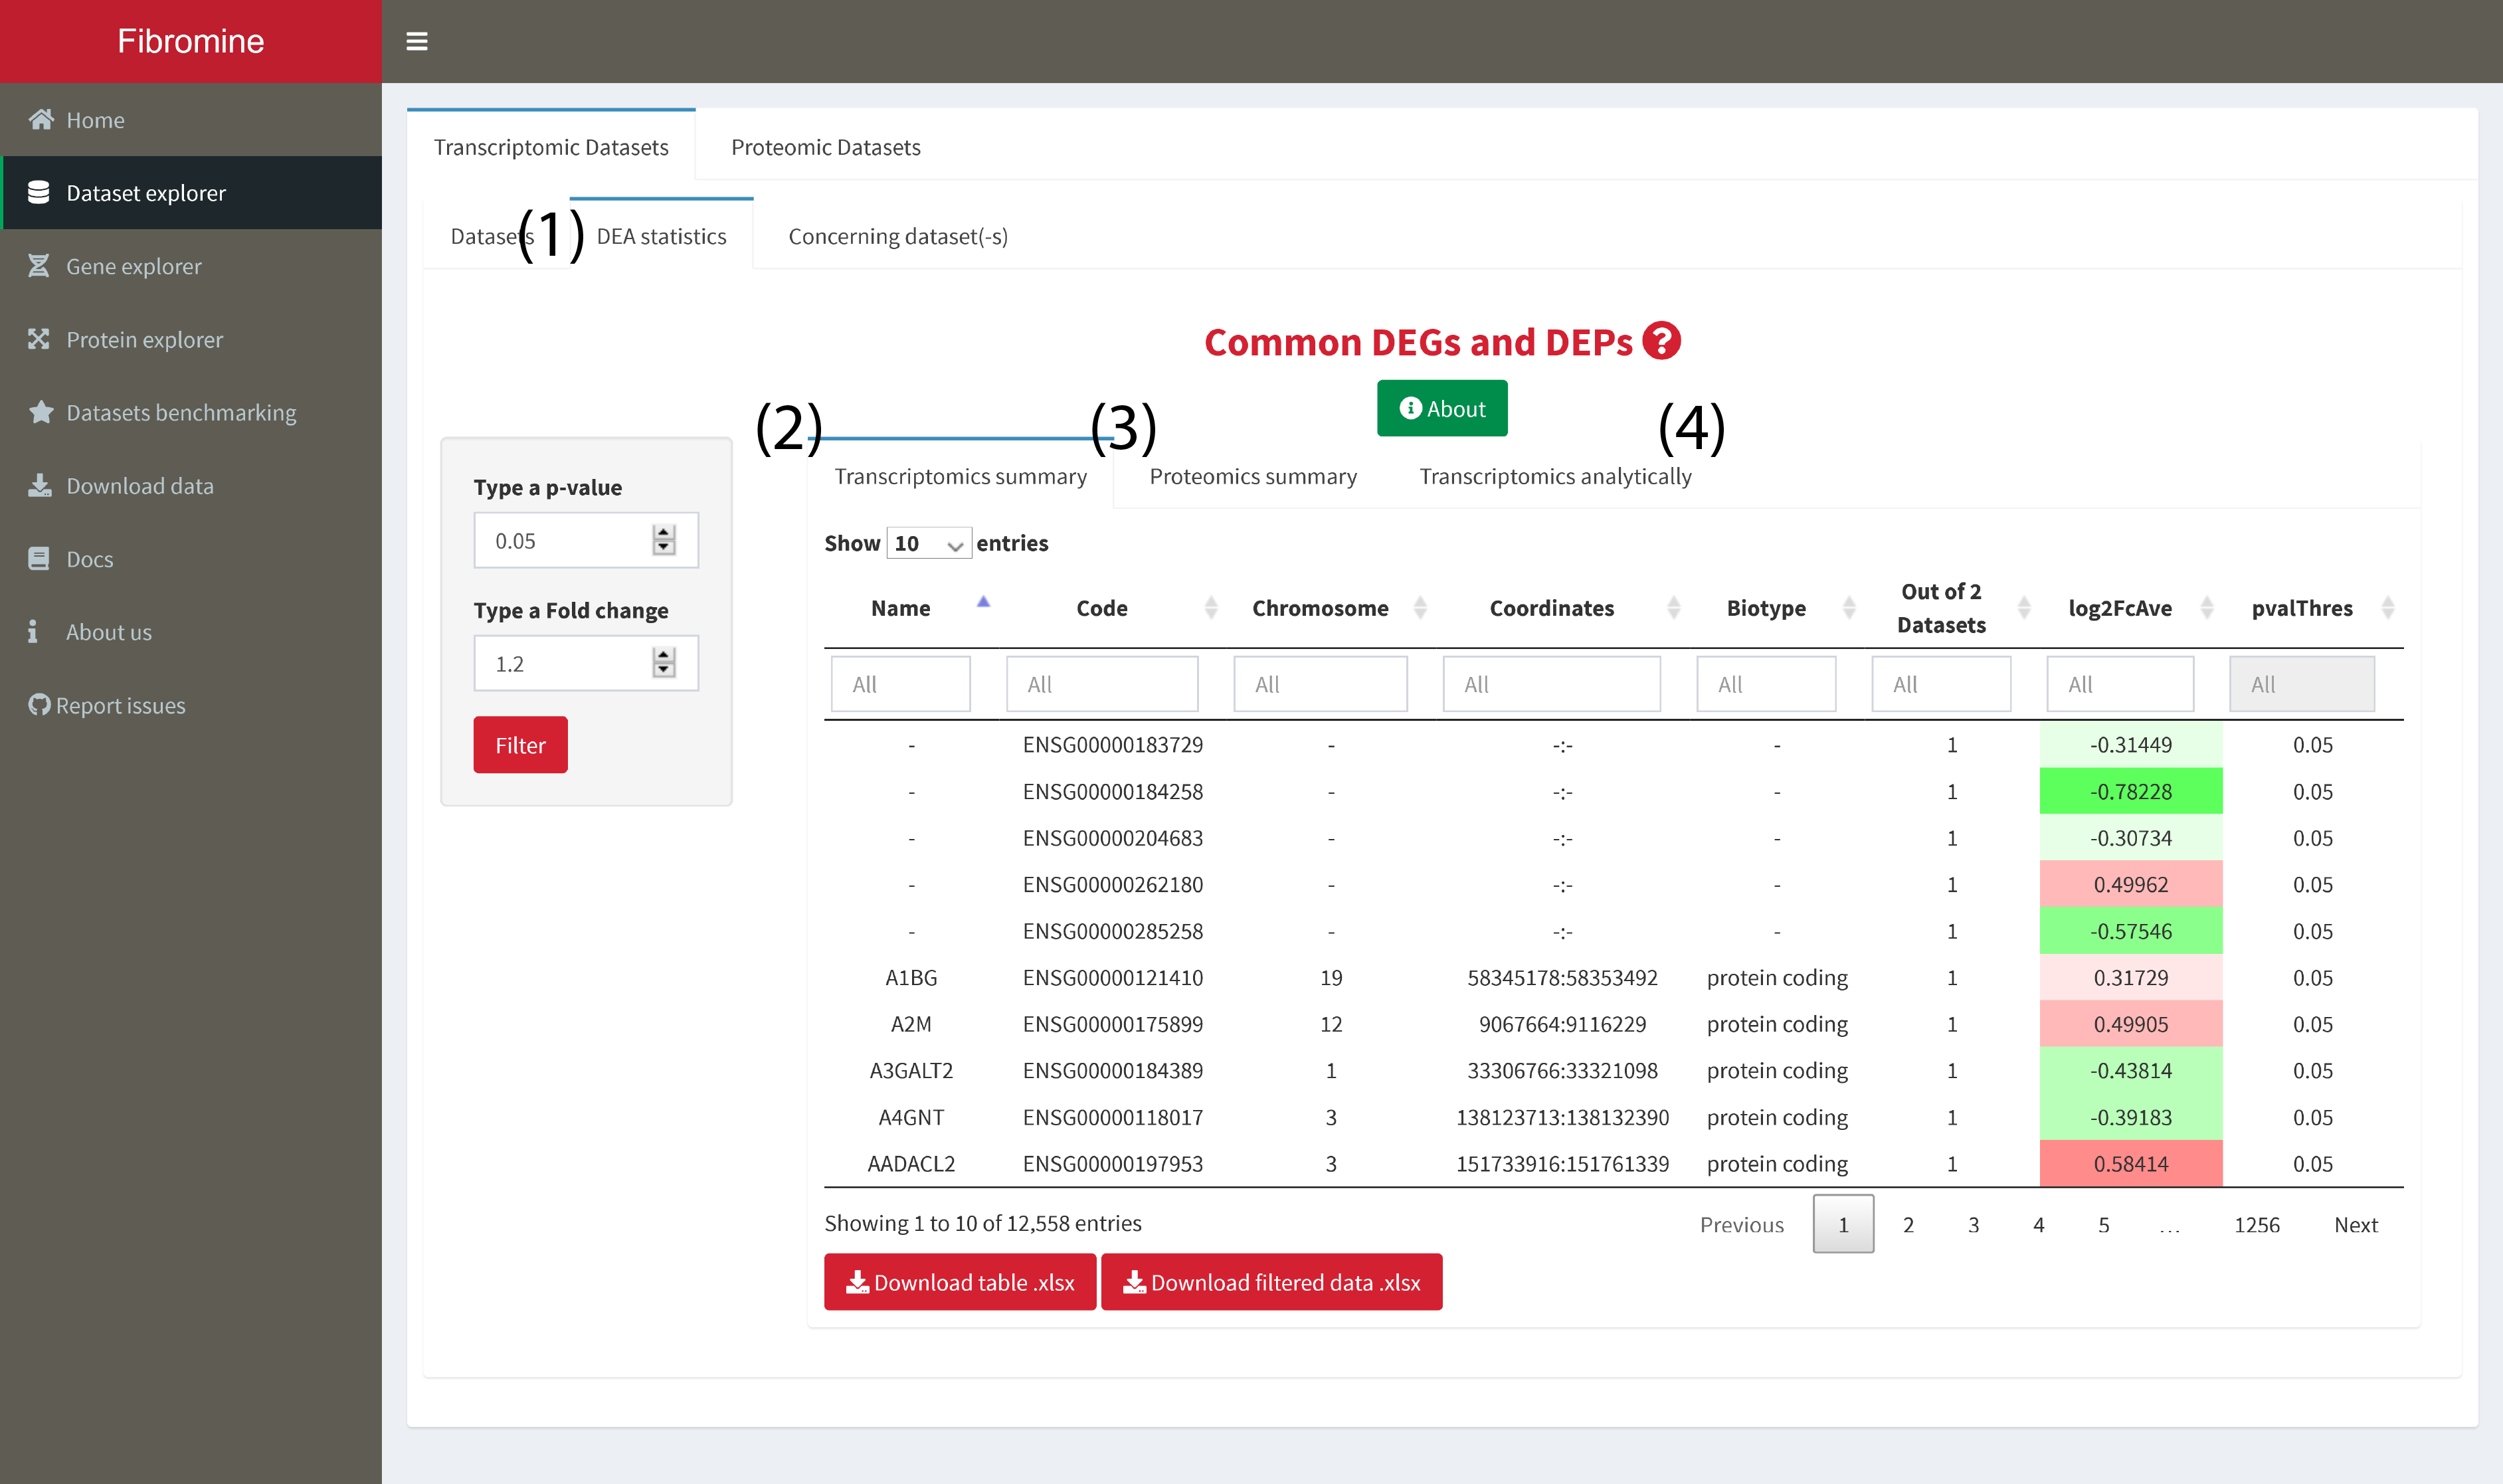 Fibromine
Home
Dataset explorer
Gene explorer
Protein explorer
Datasets benchmarking
Download data
Docs
About us
Report issues
Transcriptomic Datasets Proteomic Datasets
Datasets (1) DEA statistics Concerning dataset(-s)
Common DEGs and DEPs ?
About
(2) (3) (4)
Type a p-value
0.05
Type a Fold change
1.2
Filter
Transcriptomics summary Proteomics summary Transcriptomics analytically
Show 10 entries
Name Code Chromosome Coordinates Biotype Out of 2 Datasets log2FcAve pvalThres
All All All All All All All All
- ENSG00000183729 - -:- - 1 -0.31449 0.05
- ENSG00000184258 - -:- - 1 -0.78228 0.05
- ENSG00000204683 - -:- - 1 -0.30734 0.05
- ENSG00000262180 - -:- - 1 0.49962 0.05
- ENSG00000285258 - -:- - 1 -0.57546 0.05
A1BG ENSG00000121410 19 58345178:58353492 protein coding 1 0.31729 0.05
A2M ENSG00000175899 12 9067664:9116229 protein coding 1 0.49905 0.05
A3GALT2 ENSG00000184389 1 33306766:33321098 protein coding 1 -0.43814 0.05
A4GNT ENSG00000118017 3 138123713:138132390 protein coding 1 -0.39183 0.05
AADACL2 ENSG00000197953 3 151733916:151761339 protein coding 1 0.58414 0.05
Showing 1 to 10 of 12,558 entries
Previous 1 2 3 4 5 ... 1256 Next
Download table .xlsx Download filtered data .xlsx